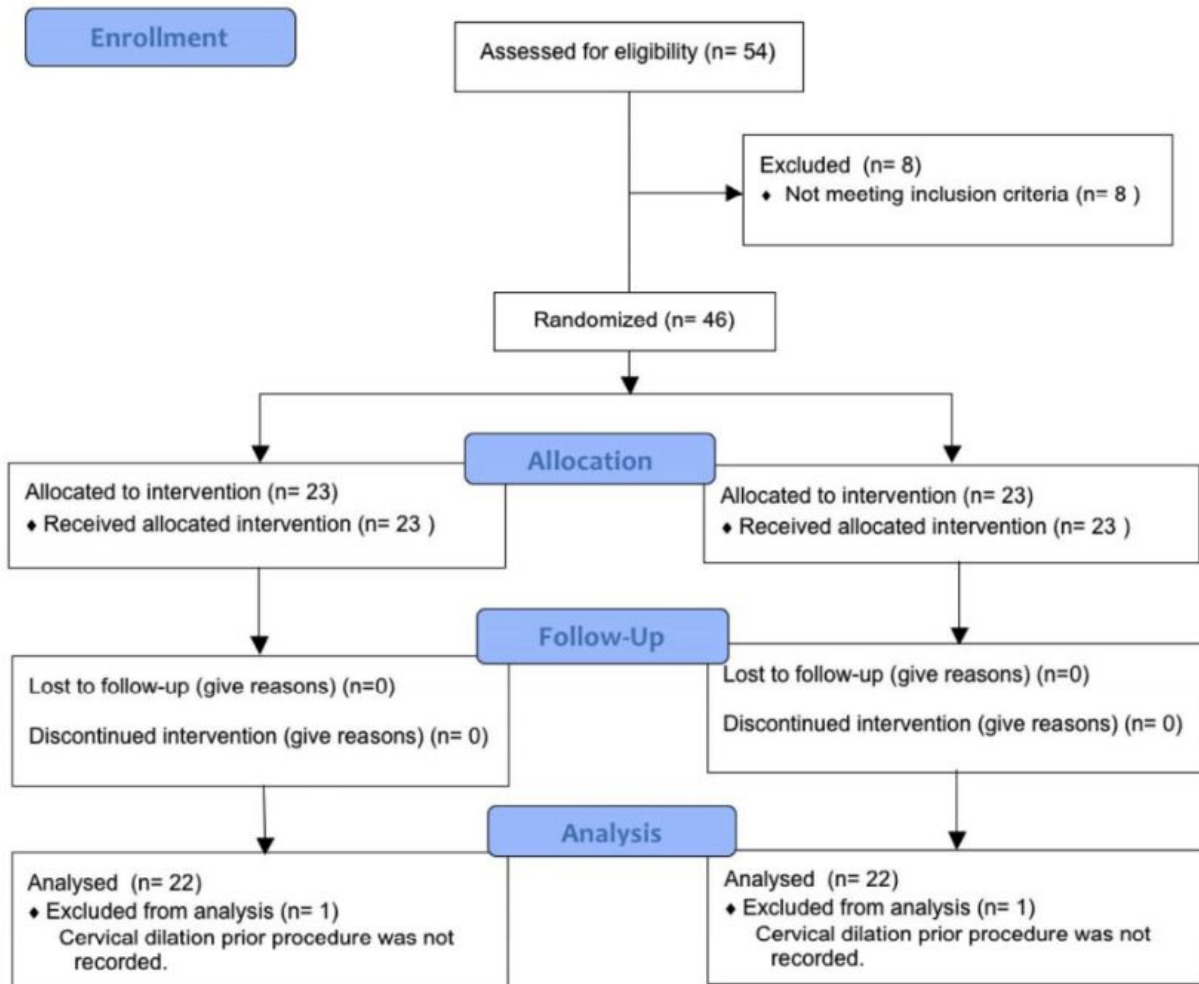 Enrollment
Assessed for eligibility (n= 54)
Excluded (n= 8)
♦ Not meeting inclusion criteria (n= 8 )
Randomized (n= 46)
Allocation
Allocated to intervention (n= 23)
♦ Received allocated intervention (n= 23 )
Allocated to intervention (n= 23)
♦ Received allocated intervention (n= 23 )
Follow-Up
Lost to follow-up (give reasons) (n=0)
Discontinued intervention (give reasons) (n= 0)
Lost to follow-up (give reasons) (n=0)
Discontinued intervention (give reasons) (n= 0)
Analysis
Analysed (n= 22)
♦ Excluded from analysis (n= 1)
Cervical dilation prior procedure was not
recorded.
Analysed (n= 22)
♦ Excluded from analysis (n= 1)
Cervical dilation prior procedure was not
recorded.